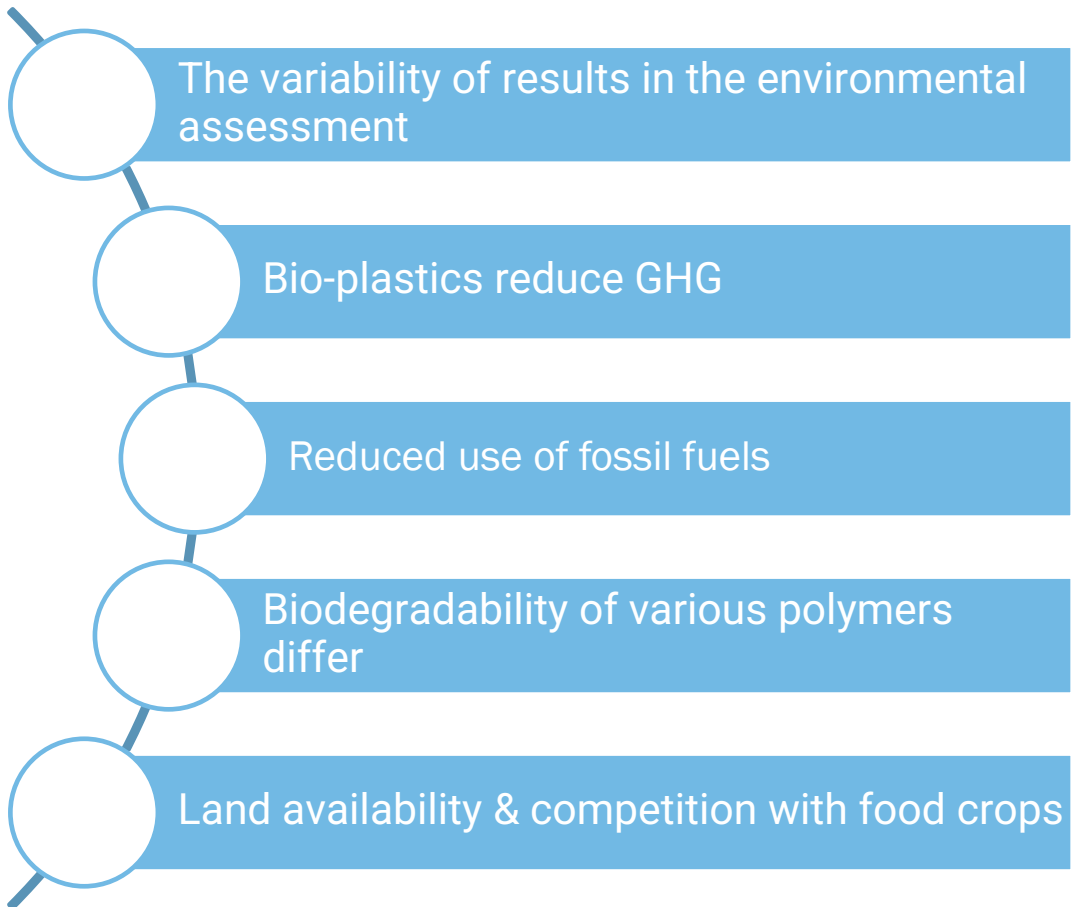 The variability of results in the environmental
assessment
Bio-plastics reduce GHG
Reduced use of fossil fuels
Biodegradability of various polymers
differ
Land availability & competition with food crops